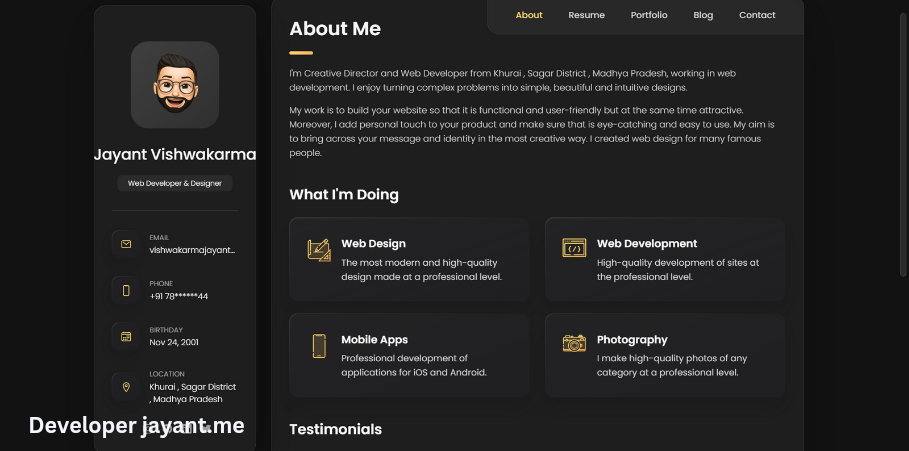 About Resume Portfolio Blog Contact
Jayant Vishwakarma
Web Developer & Designer
EMAIL
vishwakarmajayant...
PHONE
+91 78******44
BIRTHDAY
Nov 24, 2001
LOCATION
Khurai , Sagar District
, Madhya Pradesh
About Me
I'm Creative Director and Web Developer from Khurai , Sagar District , Madhya Pradesh, working in web
development. I enjoy turning complex problems into simple, beautiful and intuitive designs.
My work is to build your website so that it is functional and user-friendly but at the same time attractive.
Moreover, I add personal touch to your product and make sure that is eye-catching and easy to use. My aim is
to bring across your message and identity in the most creative way. I created web design for many famous
people.
What I'm Doing
Web Design
The most modern and high-quality
design made at a professional level.
Web Development
High-quality development of sites at
the professional level.
Mobile Apps
Professional development of
applications for iOS and Android.
Photography
I make high-quality photos of any
category at a professional level.
Testimonials
Developer jayant.me